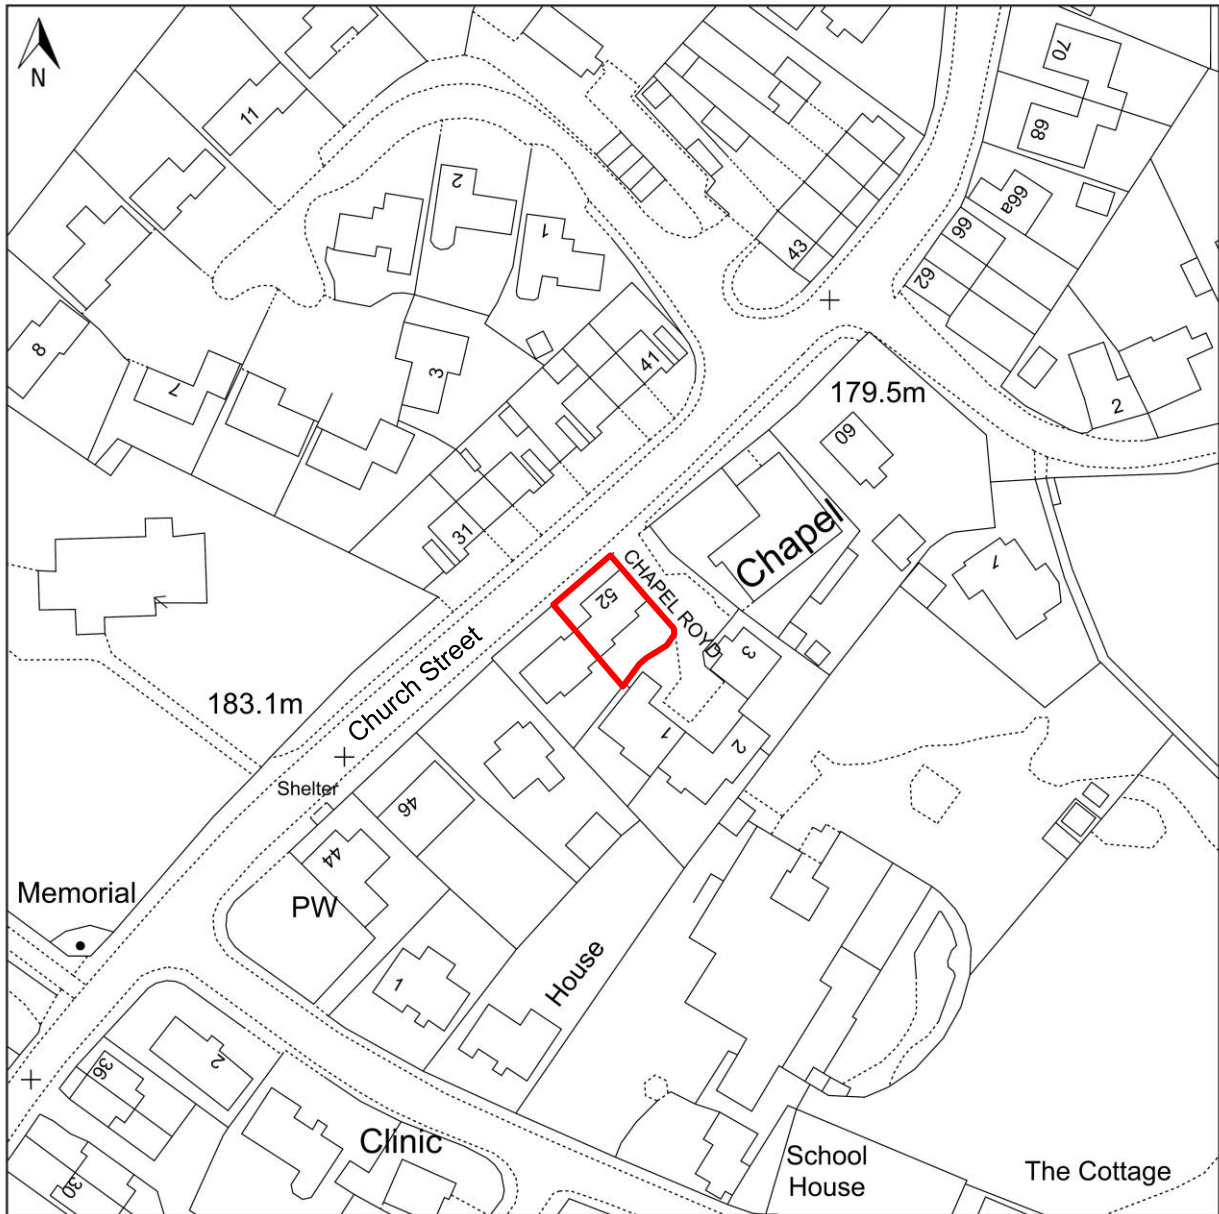 N
11
70
68
66a
66
62
2
1
43
8
7
3
41
179.5m
60
2
31
Chapel
1
52
CHAPEL ROYD
3
Church Street
183.1m
1
2
Shelter
46
44
Memorial
PW
1
House
36
2
Clinic
School
House
The Cottage
30